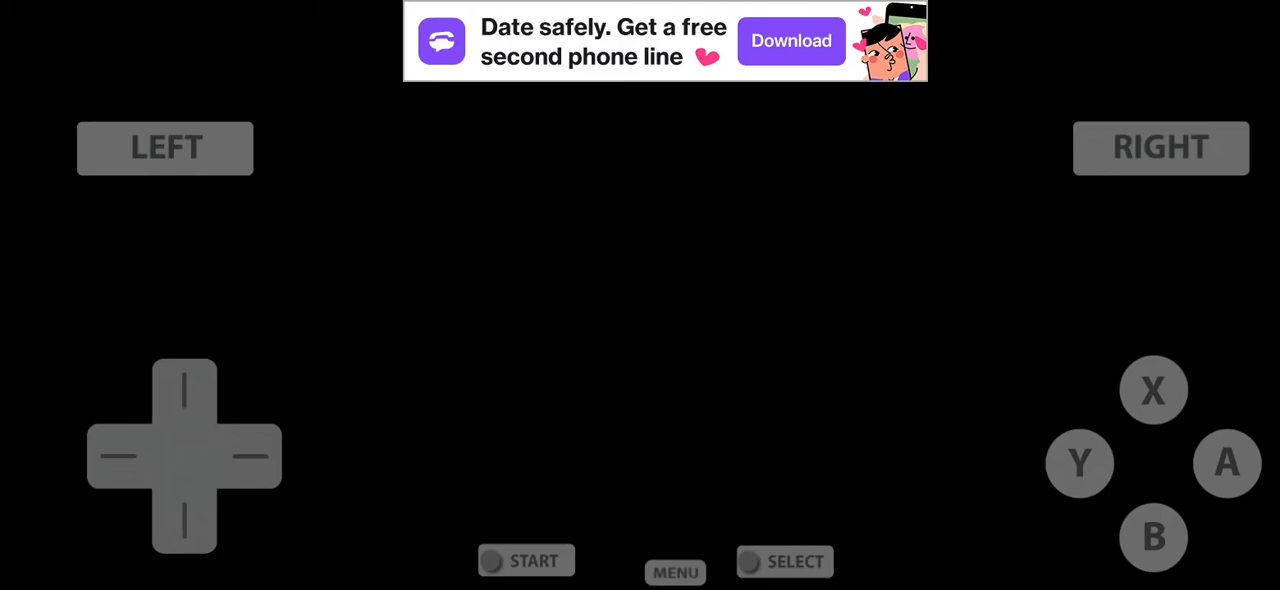 Date safely. Get a free
second phone line
Download
LEFT
RIGHT
X
Y
A
B
START
SELECT
MENU